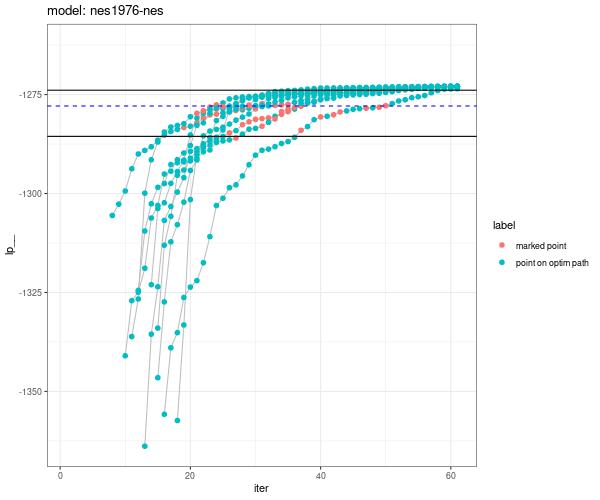 model: nes1976-nes
lp__
-1275
-1300
-1325
-1350
0
20
40
60
iter
label
marked point
point on optim path